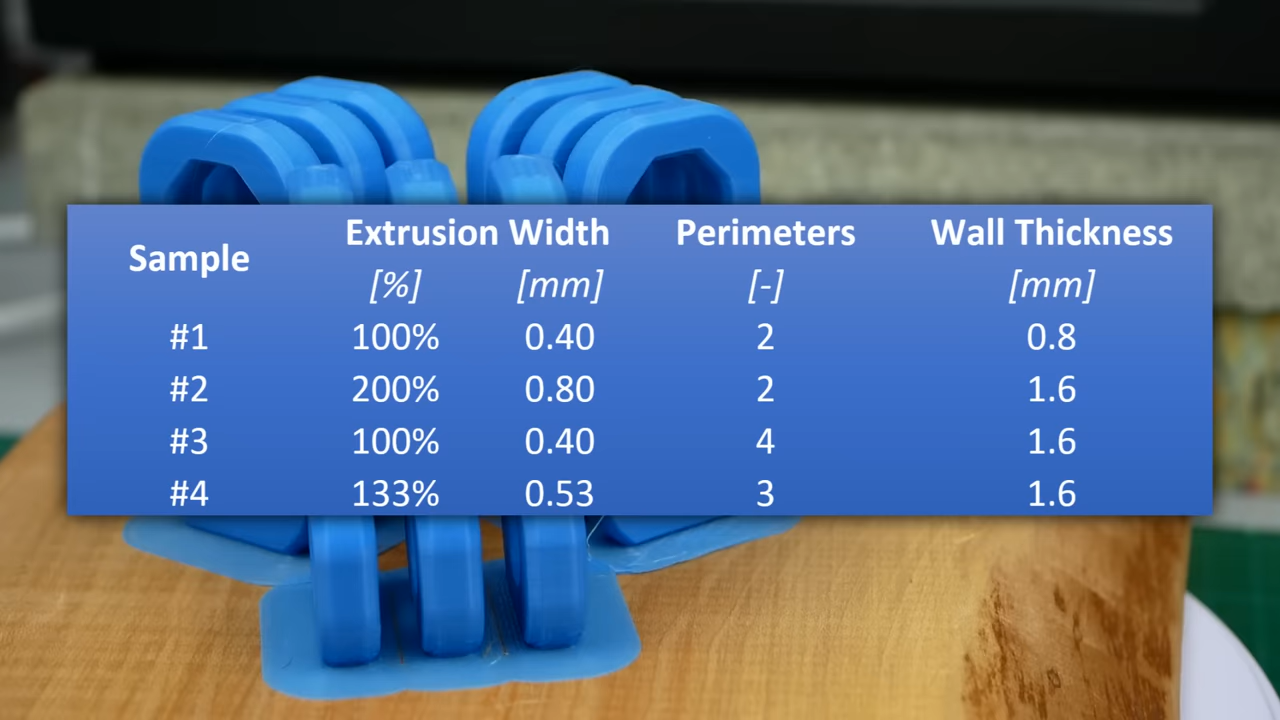 Sample Extrusion Width Perimeters Wall Thickness
[%] [mm] [-] [mm]
#1 100% 0.40 2 0.8
#2 200% 0.80 2 1.6
#3 100% 0.40 4 1.6
#4 133% 0.53 3 1.6